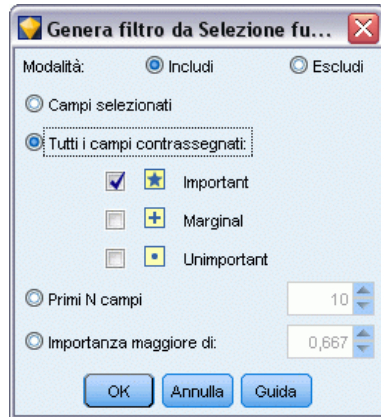 Genera filtro da Selezione fu...
Modalità: Includi Escludi
Campi selezionati
Tutti i campi contrassegnati:
Important
Marginal
Unimportant
Primi N campi 10
Importanza maggiore di: 0,667
OK Annulla Guida